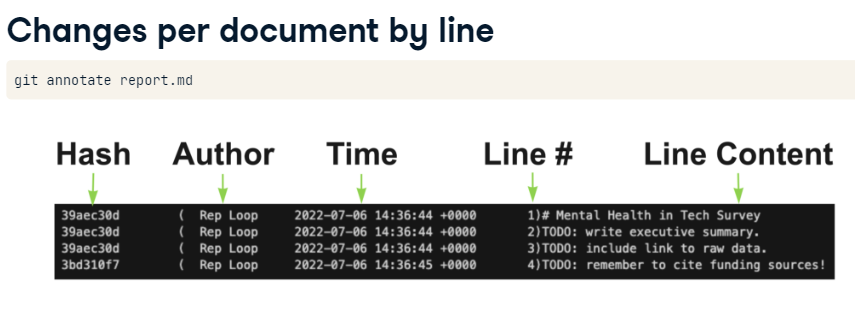 Changes per document by line
git annotate report.md
Hash Author Time Line # Line Content
39aec30d ( Rep Loop 2022-07-06 14:36:44 +0000 1)# Mental Health in Tech Survey
39aec30d ( Rep Loop 2022-07-06 14:36:44 +0000 2)TODO: write executive summary.
39aec30d ( Rep Loop 2022-07-06 14:36:44 +0000 3)TODO: include link to raw data.
3bd310f7 ( Rep Loop 2022-07-06 14:36:45 +0000 4)TODO: remember to cite funding sources!